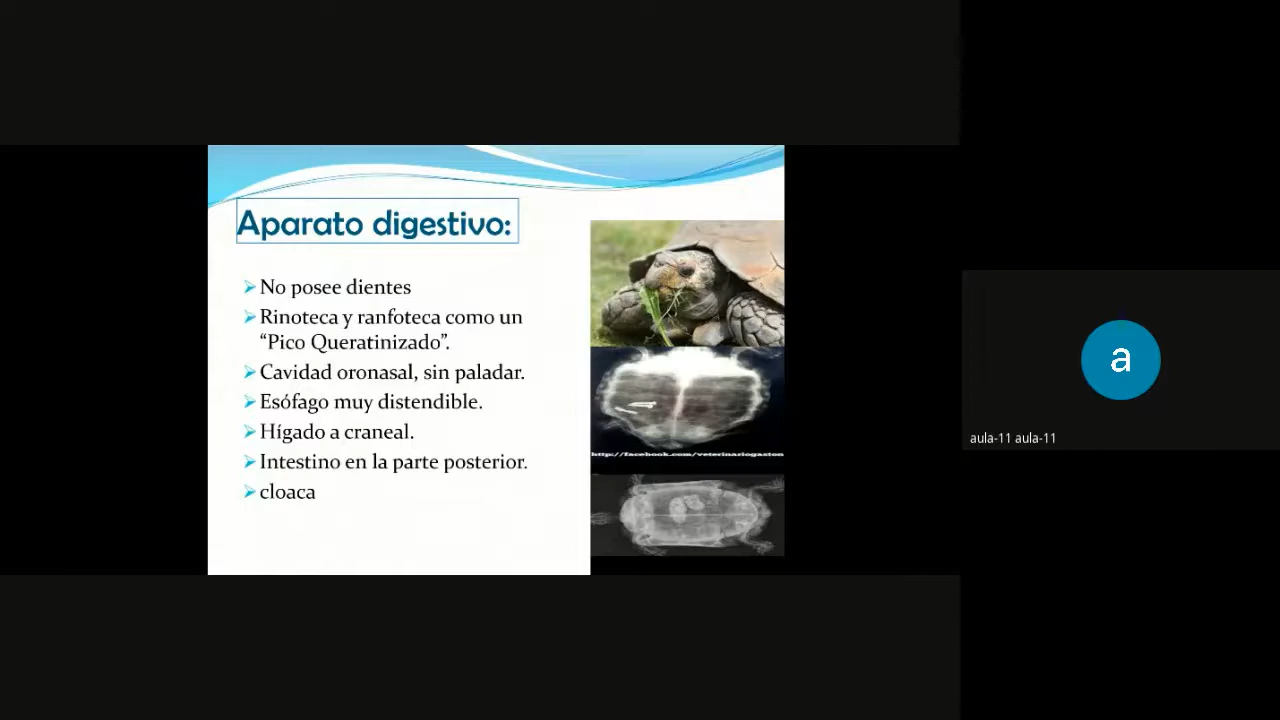 Aparato digestivo:
No posee dientes
Rinoteca y ranfoteca como un
“Pico Queratinizado”.
Cavidad oronasal, sin paladar.
Esófago muy distendible.
Hígado a craneal.
Intestino en la parte posterior.
cloaca
http://facebook.com/veterinariogaston
a
aula-11 aula-11